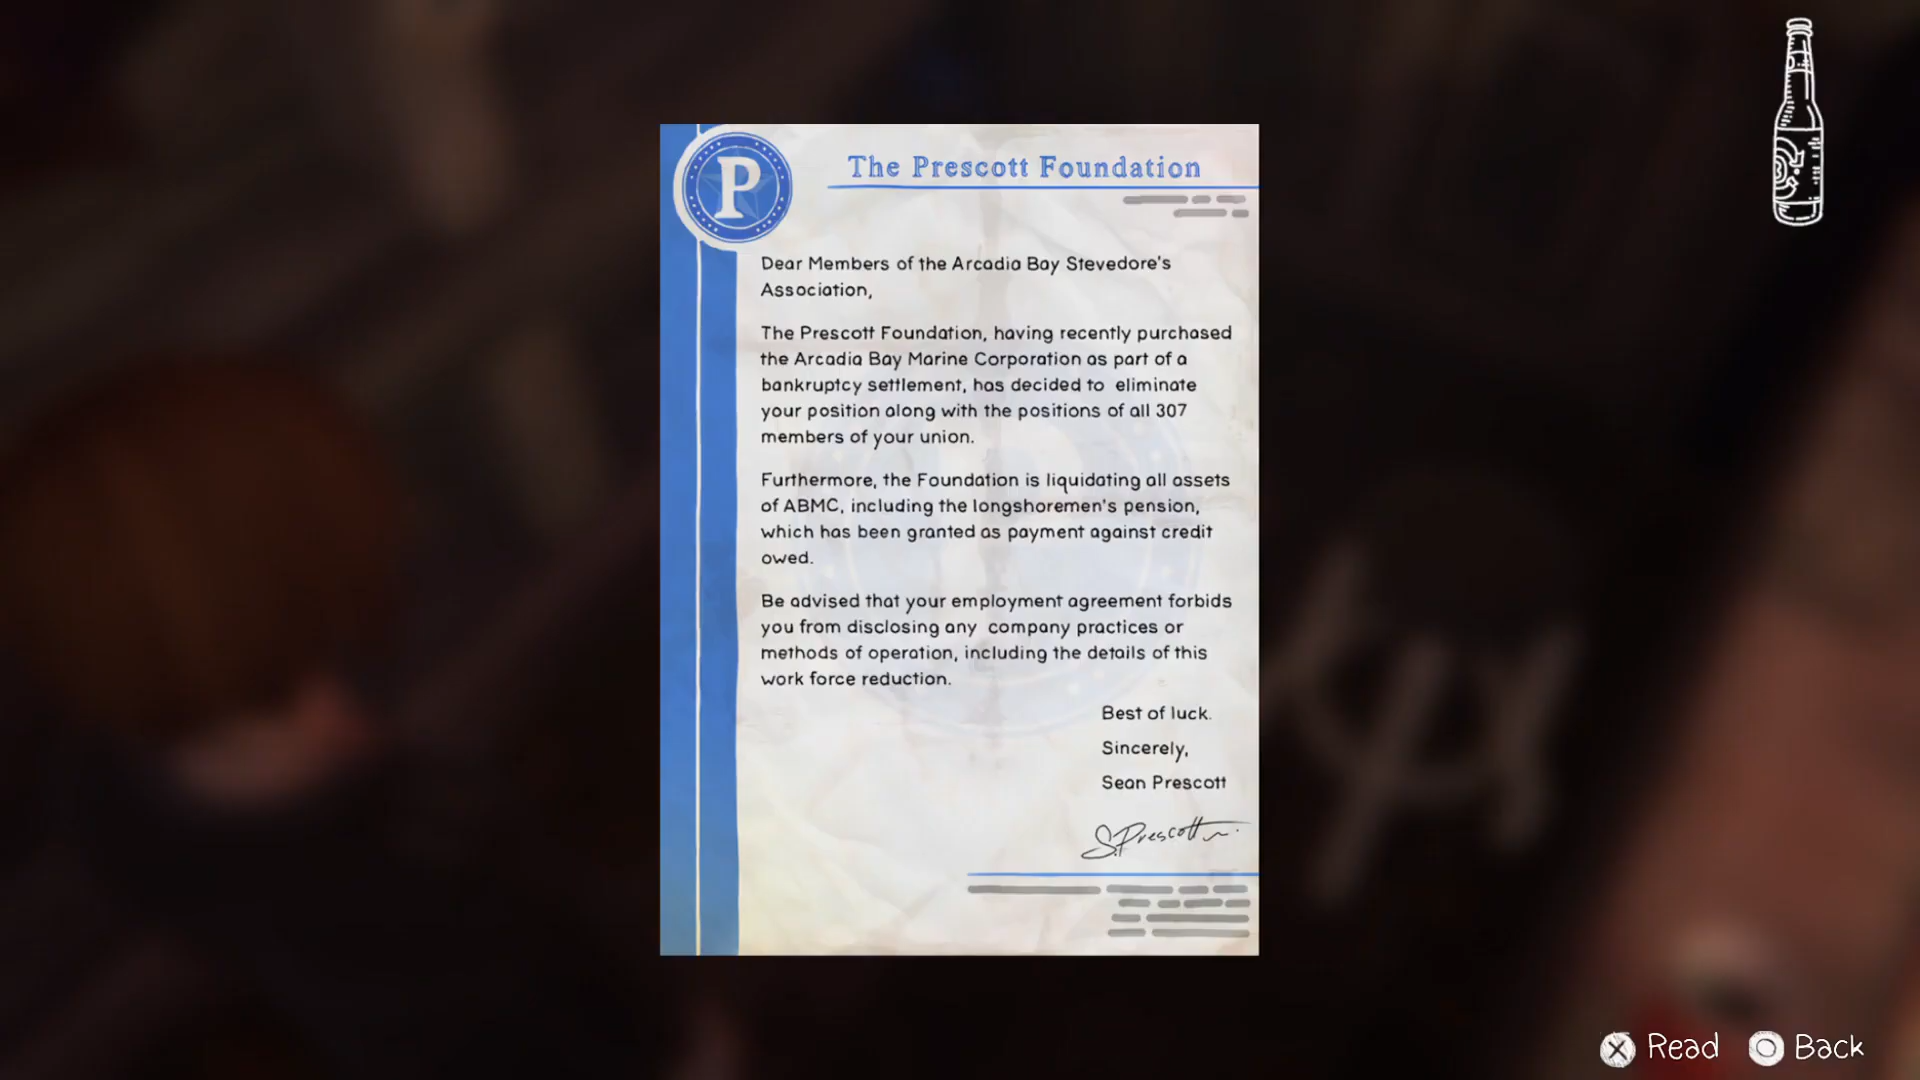 P
The Prescott Foundation
Dear Members of the Arcadia Bay Stevedore's
Association,
The Prescott Foundation, having recently purchased
the Arcadia Bay Marine Corporation as part of a
bankruptcy settlement, has decided to eliminate
your position along with the positions of all 307
members of your union.
Furthermore, the Foundation is liquidating all assets
of ABMC, including the longshoremen's pension,
which has been granted as payment against credit
owed.
Be advised that your employment agreement forbids
you from disclosing any company practices or
methods of operation, including the details of this
work force reduction.
Best of luck.
Sincerely,
Sean Prescott
S.Prescott
Read Back